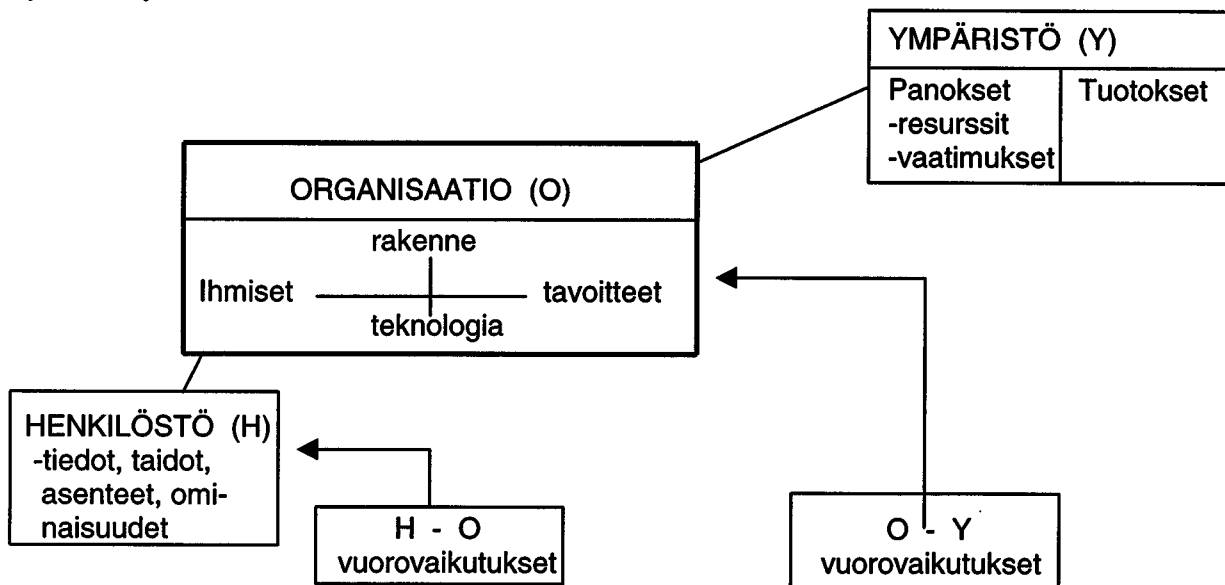 YMPÄRISTÖ (Y)
Panokset
-resurssit
-vaatimukset
Tuotokset
ORGANISAATIO (O)
rakenne
Ihmiset
tavoitteet
teknologia
HENKILÖSTÖ (H)
-tiedot, taidot,
asenteet, omi-
naisuudet
H - O
vuorovaikutukset
O - Y
vuorovaikutukset